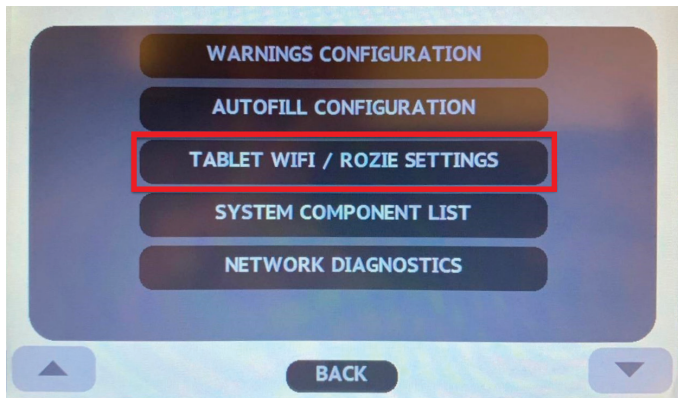 WARNINGS CONFIGURATION
AUTOFILL CONFIGURATION
TABLET WIFI / ROZIE SETTINGS
SYSTEM COMPONENT LIST
NETWORK DIAGNOSTICS
BACK